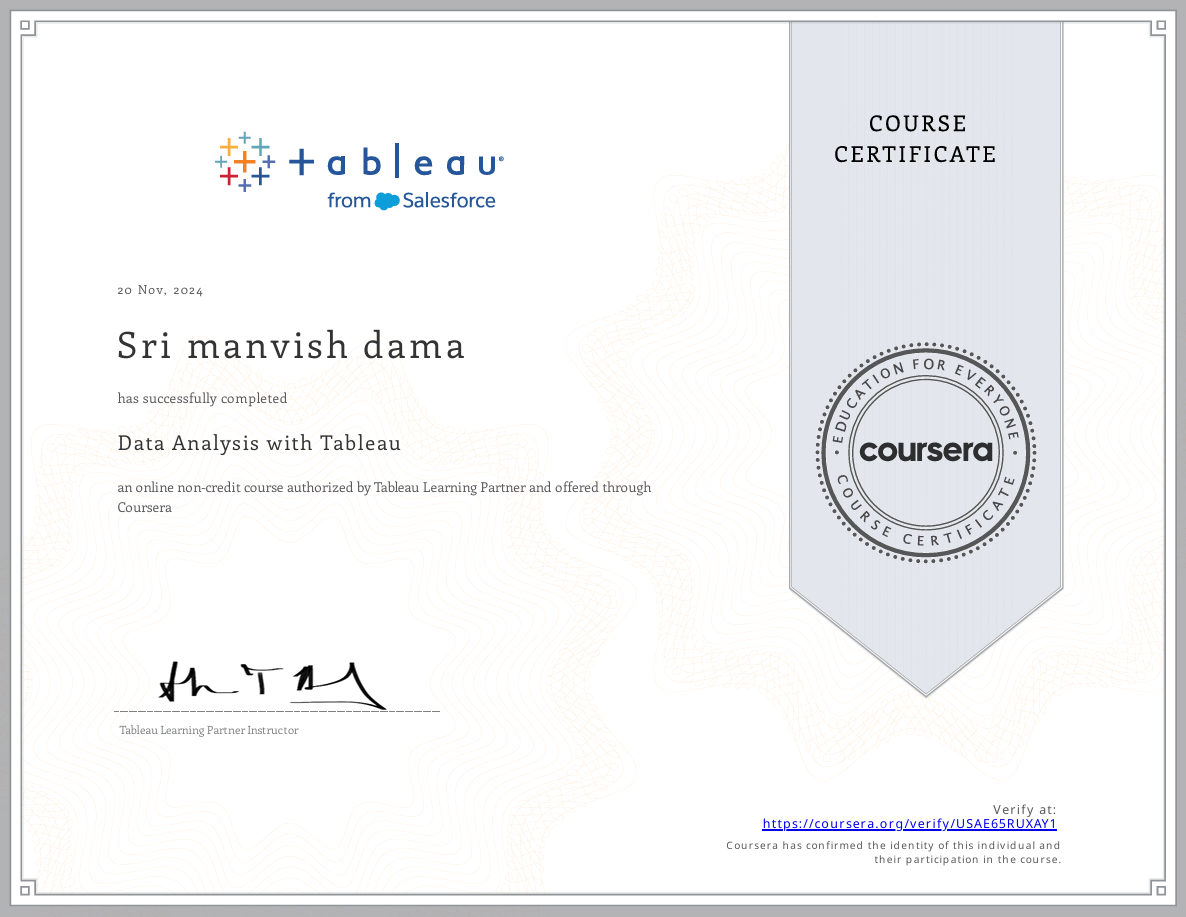 COURSE
CERTIFICATE
+ableau®
from Salesforce
20 Nov, 2024
Sri manvish dama
has successfully completed
Data Analysis with Tableau
an online non-credit course authorized by Tableau Learning Partner and offered through
Coursera
EDUCATION FOR EVERYONE
coursera
COURSE CERTIFICATE
Tableau Learning Partner Instructor
Verify at:
https://coursera.org/verify/USAE65RUXAY1
Coursera has confirmed the identity of this individual and
their participation in the course.